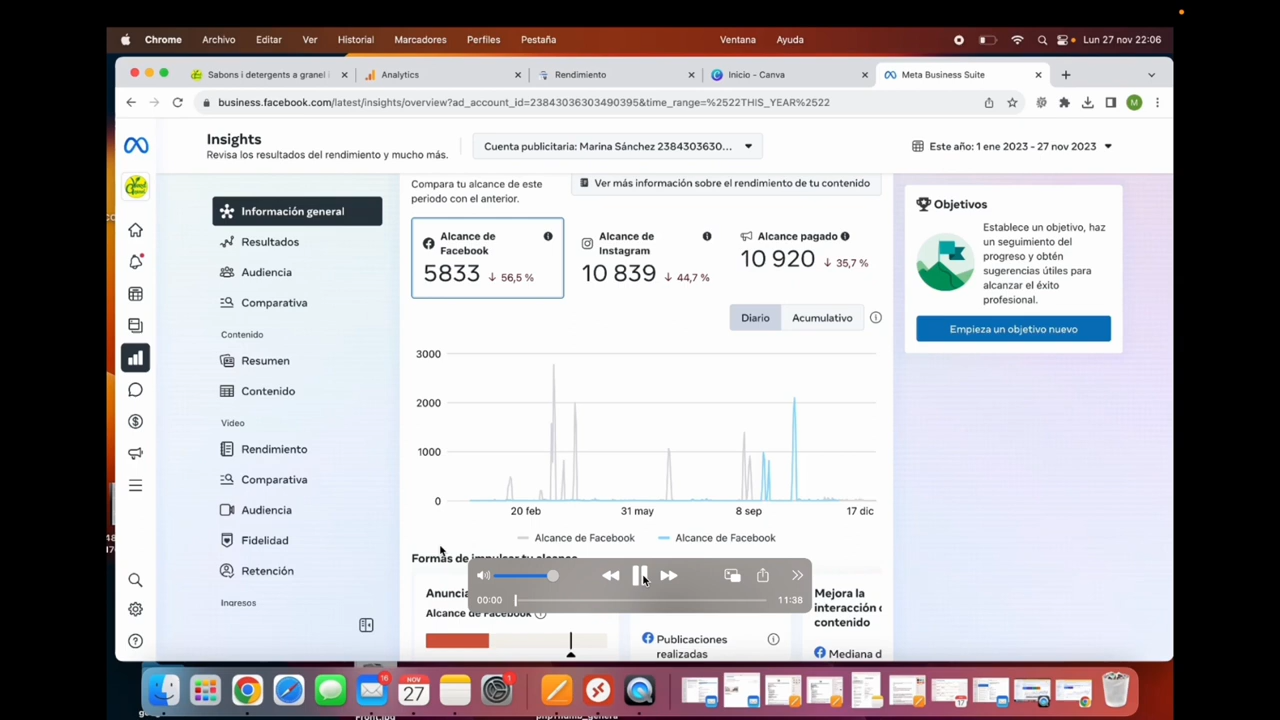 Chrome Archivo Editar Ver Historial Marcadores Perfiles Pestaña Ventana Ayuda Lun 27 nov 22:06
Sabons i detergents a granel Analytics Rendimiento Inicio - Canva Meta Business Suite
business.facebook.com/latest/insights/overview?ad_account_id=23843036303490395&time_range=%2522THIS_YEAR%2522
Insights
Revisa los resultados del rendimiento y mucho más.
Cuenta publicitaria: Marina Sánchez 2384303630...
Este año: 1 ene 2023 - 27 nov 2023
Información general
Resultados
Audiencia
Comparativa
Contenido
Resumen
Contenido
Video
Rendimiento
Comparativa
Audiencia
Fidelidad
Retención
Ingresos
Compara tu alcance de este
periodo con el anterior.
Ver más información sobre el rendimiento de tu contenido
Alcance de
Facebook
5833 ↓ 56,5 %
Alcance de
Instagram
10 839 ↓ 44,7 %
Alcance pagado
10 920 ↓ 35,7 %
Diario Acumulativo
3000
2000
1000
0
20 feb 31 may 8 sep 17 dic
Alcance de Facebook Alcance de Facebook
Formas de impulsar tu alcance
Alcance de Facebook
Publicaciones
realizadas
Mejora la
interacción c
contenido
Mediana d
00:00 11:38
Objetivos
Establece un objetivo, haz
un seguimiento del
progreso y obtén
sugerencias útiles para
alcanzar el éxito
profesional.
Empieza un objetivo nuevo
16
NOV
27
1
17